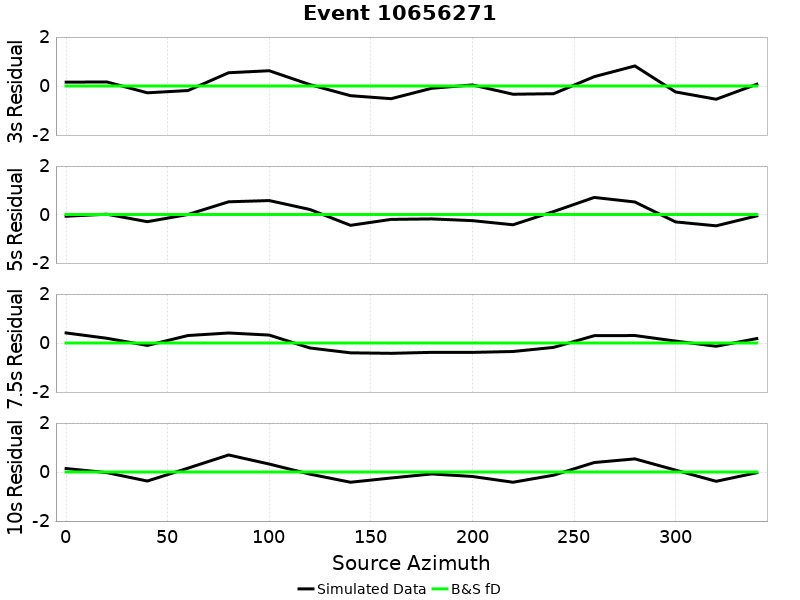 Event 10656271
3s Residual
2
0
-2
5s Residual
2
0
-2
7.5s Residual
2
0
-2
10s Residual
2
0
-2
0 50 100 150 200 250 300
Source Azimuth
Simulated Data B&S fD